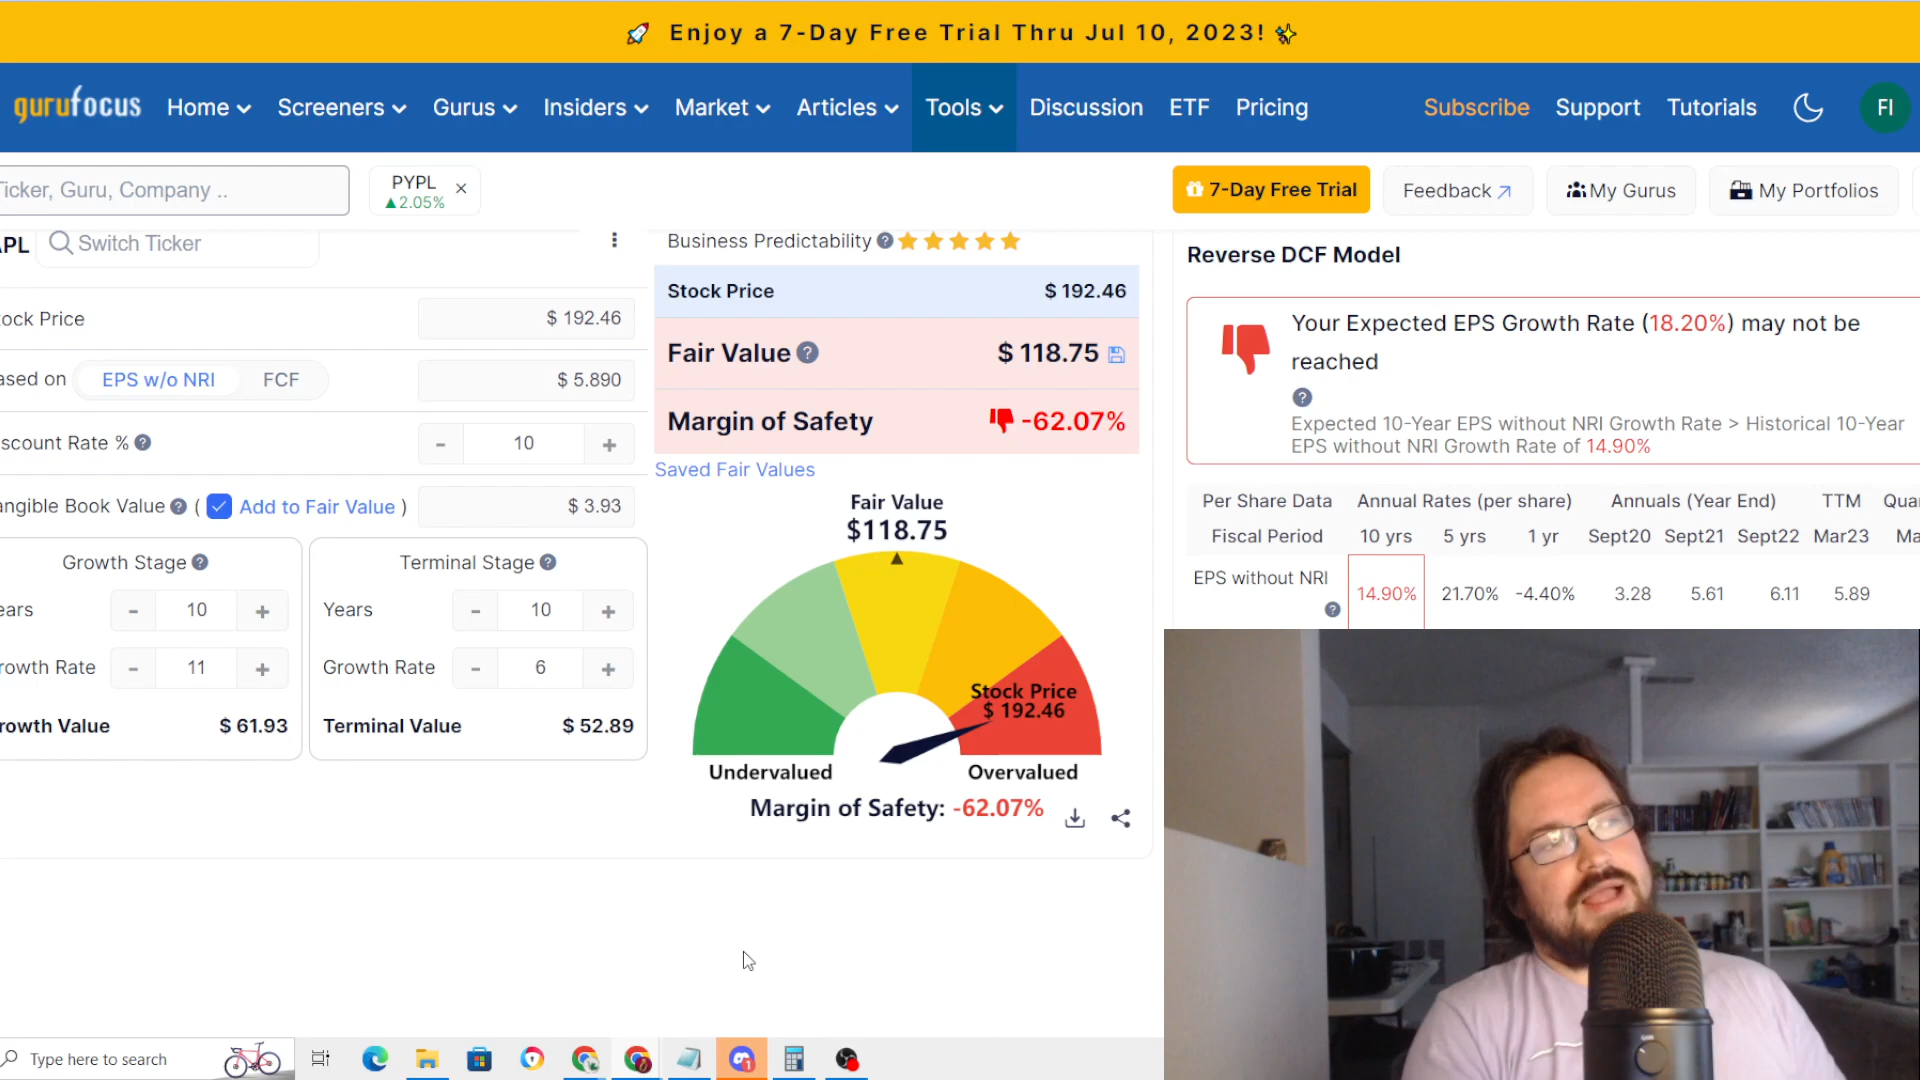 Enjoy a 7-Day Free Trial Thru Jul 10, 2023!
gurufocus Home Screeners Gurus Insiders Market Articles Tools Discussion ETF Pricing Subscribe Support Tutorials FI
Ticker, Guru, Company ..
PYPL
2.05%
7-Day Free Trial Feedback My Gurus My Portfolios
APL Switch Ticker
tock Price $ 192.46
ased on EPS w/o NRI FCF $ 5.890
iscount Rate % - 10 +
angible Book Value ( Add to Fair Value ) $ 3.93
Growth Stage
ears - 10 +
rowth Rate - 11 +
rowth Value $ 61.93
Terminal Stage
Years - 10 +
Growth Rate - 6 +
Terminal Value $ 52.89
Business Predictability
Stock Price $ 192.46
Fair Value $ 118.75
Margin of Safety -62.07%
Saved Fair Values
Fair Value
$118.75
Stock Price
$ 192.46
Undervalued Overvalued
Margin of Safety: -62.07%
Reverse DCF Model
Your Expected EPS Growth Rate (18.20%) may not be
reached
Expected 10-Year EPS without NRI Growth Rate > Historical 10-Year
EPS without NRI Growth Rate of 14.90%
Per Share Data Annual Rates (per share) Annuals (Year End) TTM Qua
Fiscal Period 10 yrs 5 yrs 1 yr Sept20 Sept21 Sept22 Mar23 Ma
EPS without NRI 14.90% 21.70% -4.40% 3.28 5.61 6.11 5.89
Type here to search
1